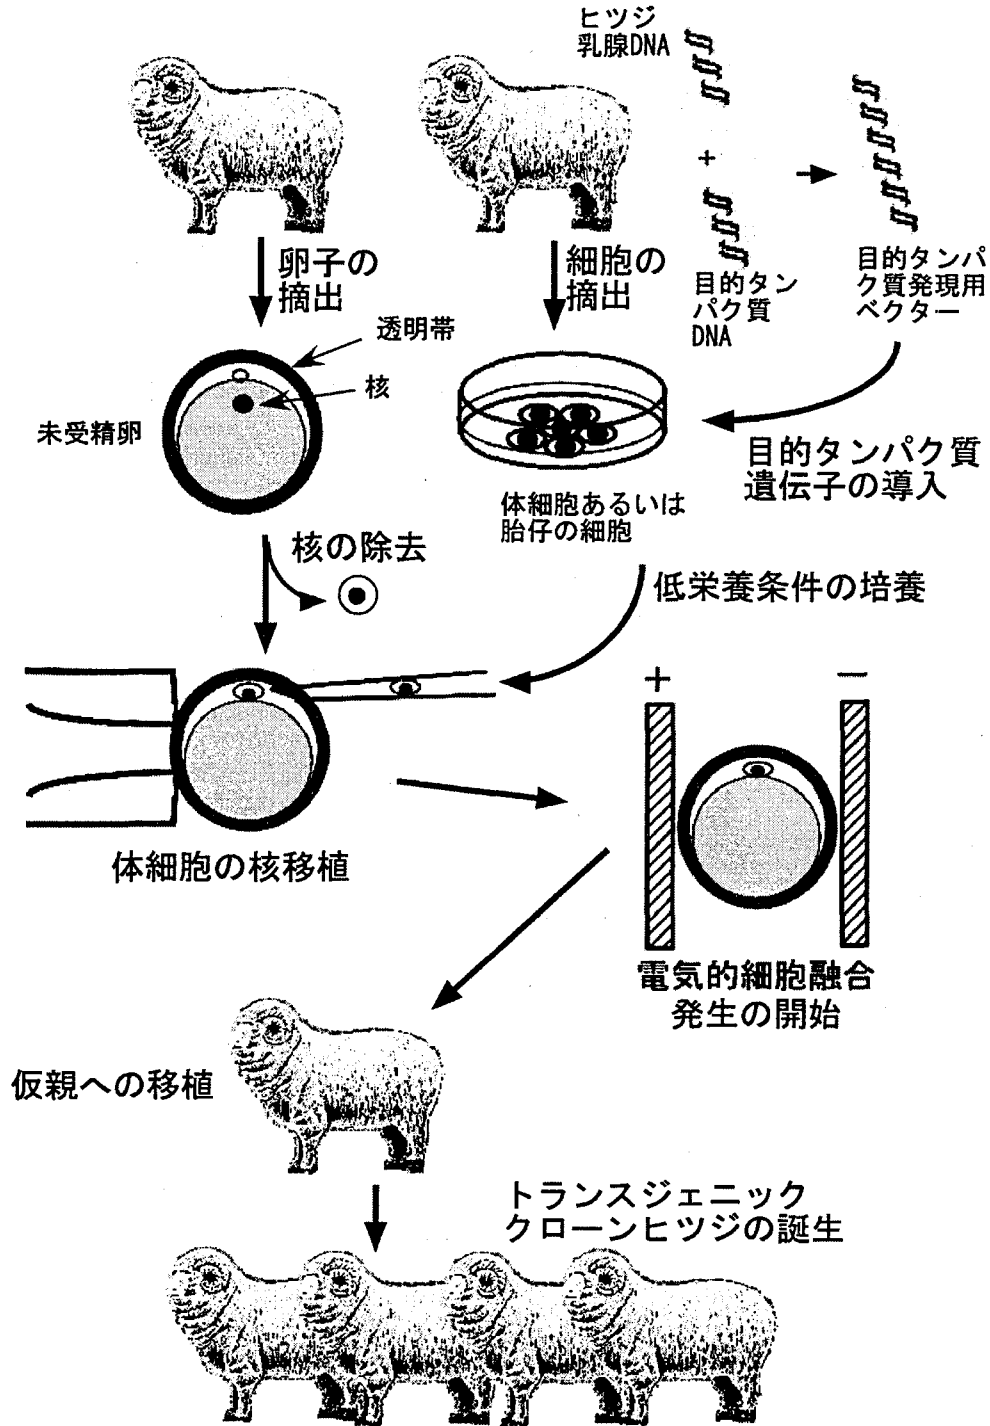 ヒツジ
乳腺DNA
+
目的タン
パク質
DNA
目的タンパ
ク質発現用
ベクター
卵子の
摘出
細胞の
摘出
透明帯
核
未受精卵
体細胞あるいは
胎仔の細胞
目的タンパク質
遺伝子の導入
核の除去
低栄養条件の培養
+
−
体細胞の核移植
電気的細胞融合
発生の開始
仮親への移植
トランスジェニック
クローンヒツジの誕生